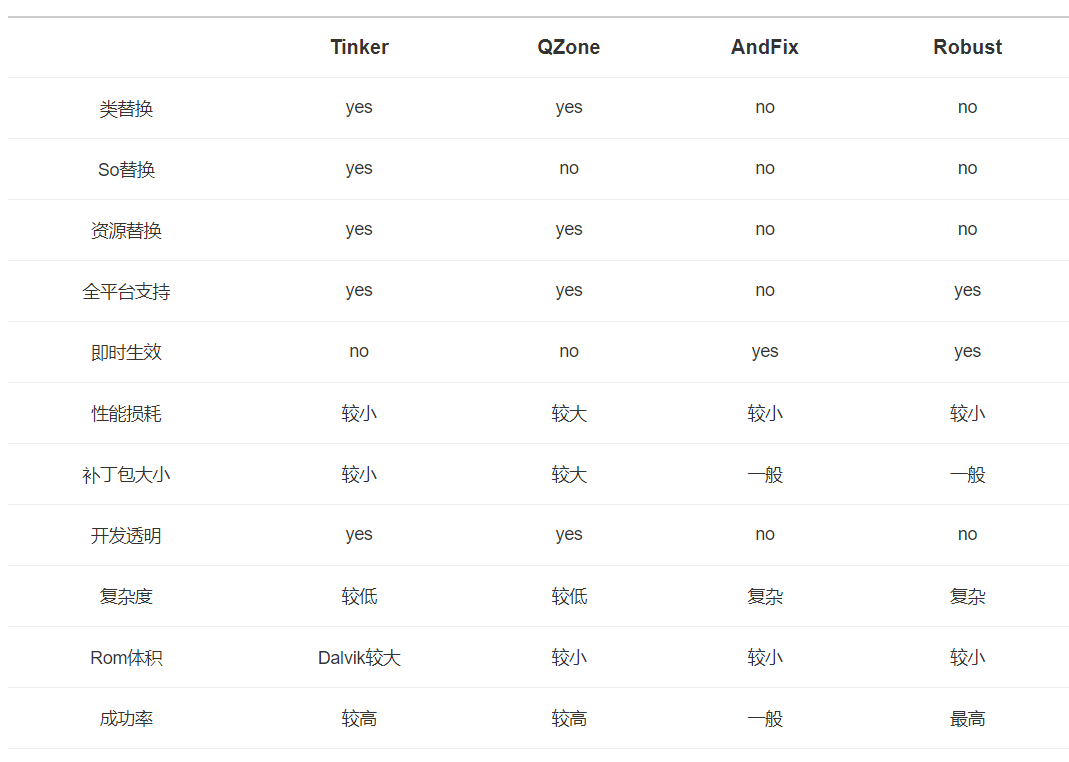 Tinker QZone AndFix Robust
类替换 yes yes no no
So替换 yes no no no
资源替换 yes yes no no
全平台支持 yes yes no yes
即时生效 no no yes yes
性能损耗 较小 较大 较小 较小
补丁包大小 较小 较大 一般 一般
开发透明 yes yes no no
复杂度 较低 较低 复杂 复杂
Rom体积 Dalvik较大 较小 较小 较小
成功率 较高 较高 一般 最高